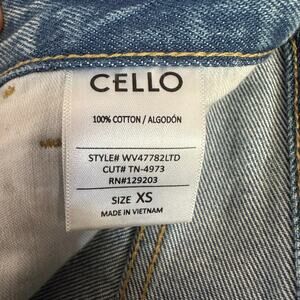 CELLO
100% COTTON / ALGODÓN
STYLE# WV47782LTD
CUT# TN-4973
RN#129203
SIZE XS
MADE IN VIETNAM